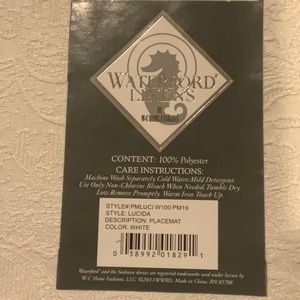 WATERFORD®
LINENS
BY
W-C HOME FASHIONS
CONTENT: 100% Polyester
CARE INSTRUCTIONS:
Machine Wash Separately, Cold Water, Mild Detergent.
Use Only Non-Chlorine Bleach When Needed. Tumble Dry
Low. Remove Promptly. Warm Iron Touch Up.
STYLE#: PMLUCI W100 PM19
STYLE: LUCIDA
DESCRIPTION: PLACEMAT
COLOR: WHITE
0 38992 01829 1
Waterford® and the Seahorse device are registered trademarks used under license by
W-C Home Fashions, LLC. ©2013 WWRD. Made in China. RN 85788